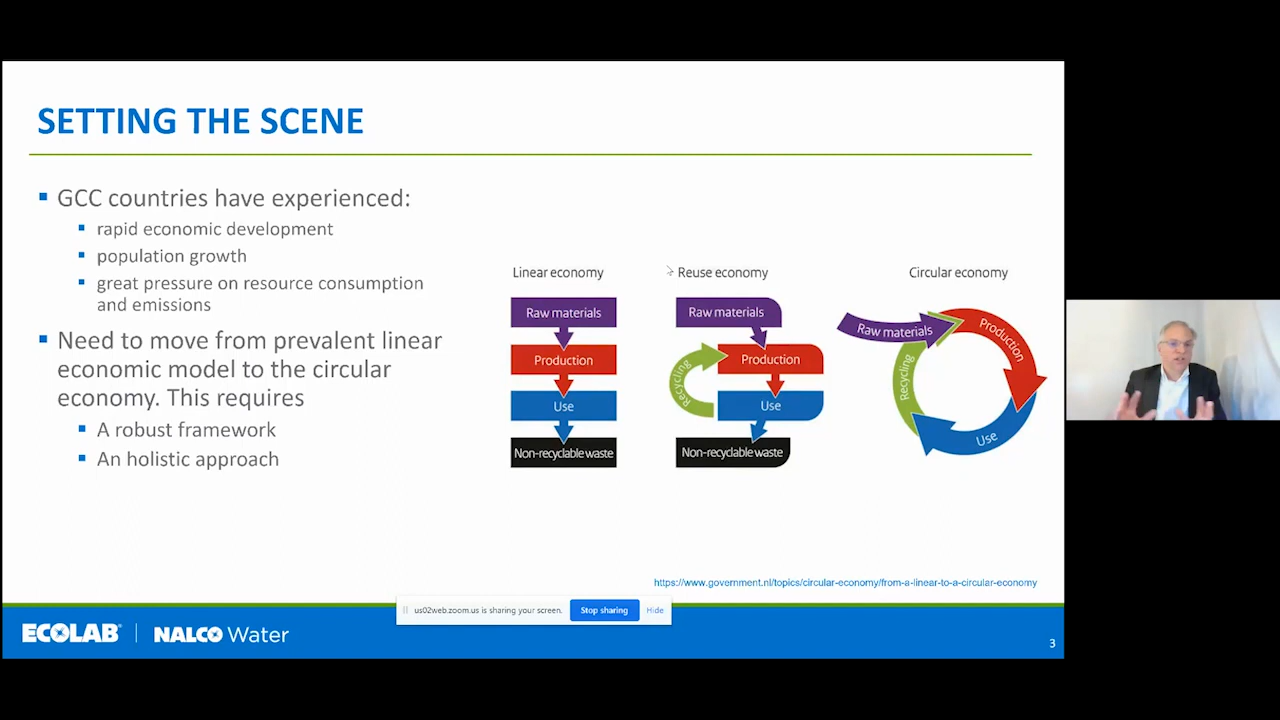 SETTING THE SCENE
GCC countries have experienced:
rapid economic development
population growth
great pressure on resource consumption
and emissions
Need to move from prevalent linear
economic model to the circular
economy. This requires
A robust framework
An holistic approach
Linear economy
Raw materials
Production
Use
Non-recyclable waste
Reuse economy
Raw materials
Production
Recycling
Use
Non-recyclable waste
Circular economy
Raw materials
Production
Recycling
Use
https://www.government.nl/topics/circular-economy/from-a-linear-to-a-circular-economy
us02web.zoom.us is sharing your screen.
Stop sharing
Hide
ECOLAB® | NALCO Water
3